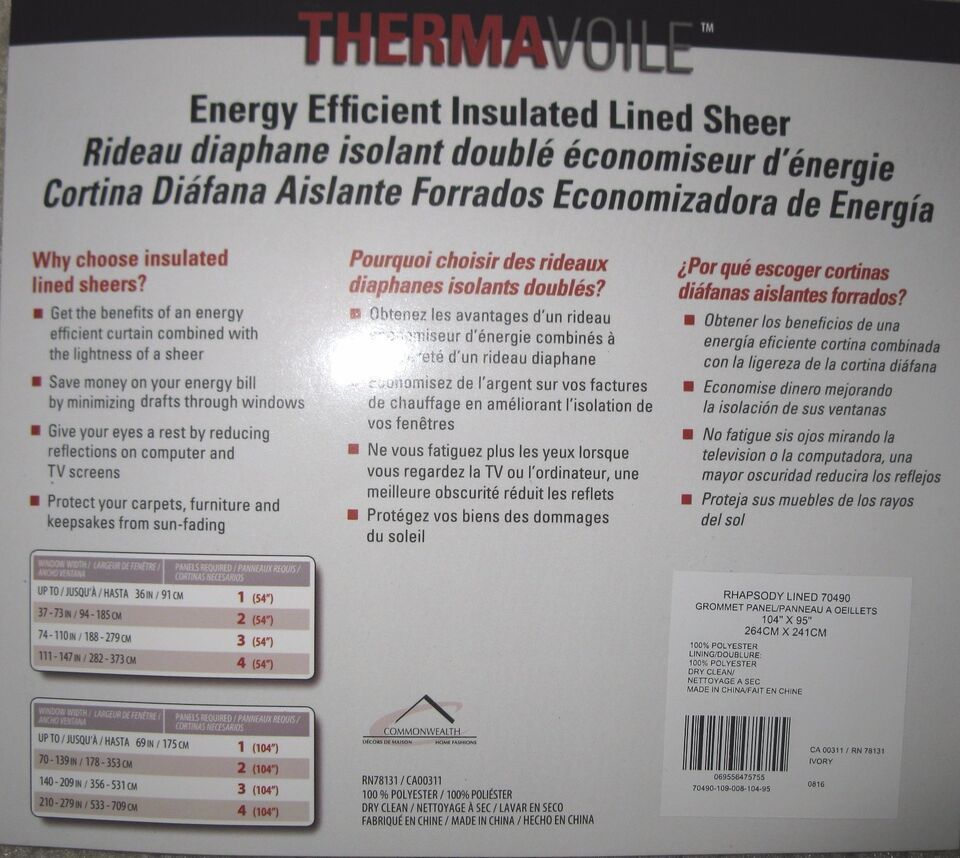 THERMAVOILE™
Energy Efficient Insulated Lined Sheer
Rideau diaphane isolant doublé économiseur d'énergie
Cortina Diáfana Aislante Forrados Economizadora de Energía
Why choose insulated
lined sheers?
■ Get the benefits of an energy
efficient curtain combined with
the lightness of a sheer
■ Save money on your energy bill
by minimizing drafts through windows
■ Give your eyes a rest by reducing
reflections on computer and
TV screens
■ Protect your carpets, furniture and
keepsakes from sun-fading
Pourquoi choisir des rideaux
diaphanes isolants doublés?
■ Obtenez les avantages d'un rideau
d'énergie combinés à
d'un rideau diaphane
■ Économisez de l'argent sur vos factures
de chauffage en améliorant l'isolation de
vos fenêtres
■ Ne vous fatiguez plus les yeux lorsque
vous regardez la TV ou l'ordinateur, une
meilleure obscurité réduit les reflets
■ Protégez vos biens des dommages
du soleil
¿Por qué escoger cortinas
diáfanas aislantes forrados?
■ Obtener los beneficios de una
energía eficiente cortina combinada
con la ligereza de la cortina diáfana
■ Economise dinero mejorando
la isolación de sus ventanas
■ No fatigue sis ojos mirando la
television o la computadora, una
mayor oscuridad reducira los reflejos
■ Proteja sus muebles de los rayos
del sol
WINDOW WIDTH / LARGEUR DE FENÊTRE / ANCHO VENTANA PANELS REQUIRED / PANNEAUX REQUIS / CORTINAS NECESARIOS
UP TO / JUSQU'À / HASTA 36 IN / 91 CM 1 (54")
37 - 73 IN / 94 - 185 CM 2 (54")
74 - 110 IN / 188 - 279 CM 3 (54")
111 - 147 IN / 282 - 373 CM 4 (54")
WINDOW WIDTH / LARGEUR DE FENÊTRE / ANCHO VENTANA PANELS REQUIRED / PANNEAUX REQUIS / CORTINAS NECESARIOS
UP TO / JUSQU'À / HASTA 69 IN / 175 CM 1 (104")
70 - 139 IN / 178 - 353 CM 2 (104")
140 - 209 IN / 356 - 531 CM 3 (104")
210 - 279 IN / 533 - 709 CM 4 (104")
COMMONWEALTH
DÉCORS DE MAISON HOME FASHIONS
RN78131 / CA00311
100 % POLYESTER / 100% POLIÉSTER
DRY CLEAN / NETTOYAGE À SEC / LAVAR EN SECO
FABRIQUÉ EN CHINE / MADE IN CHINA / HECHO EN CHINA
RHAPSODY LINED 70490
GROMMET PANEL/PANNEAU A OEILLETS
104" X 95"
264CM X 241CM
100% POLYESTER
LINING/DOUBLURE:
100% POLYESTER
DRY CLEAN/
NETTOYAGE A SEC
MADE IN CHINA/FAIT EN CHINE
069556475755
70490-109-008-104-95
CA 00311 / RN 78131
IVORY
0816